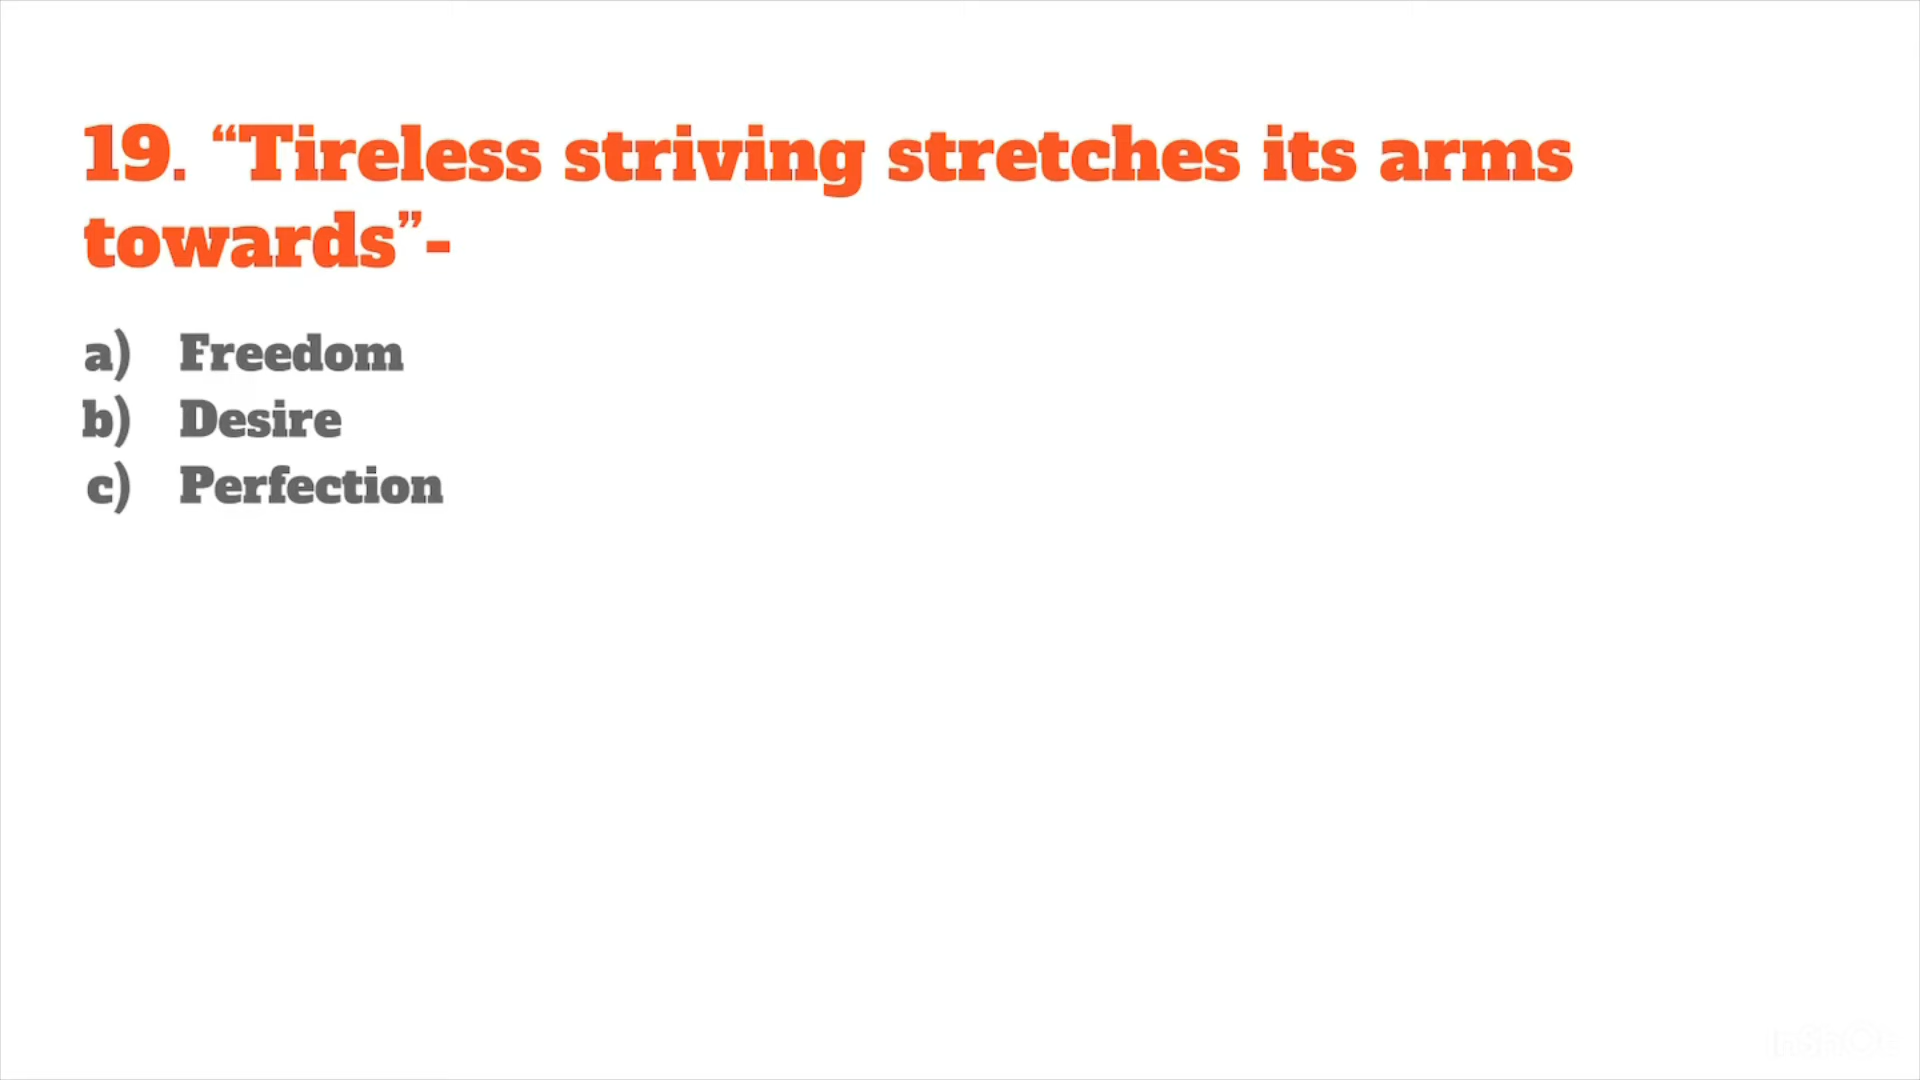 19. “Tireless striving stretches its arms
towards”-
a) Freedom
b) Desire
c) Perfection